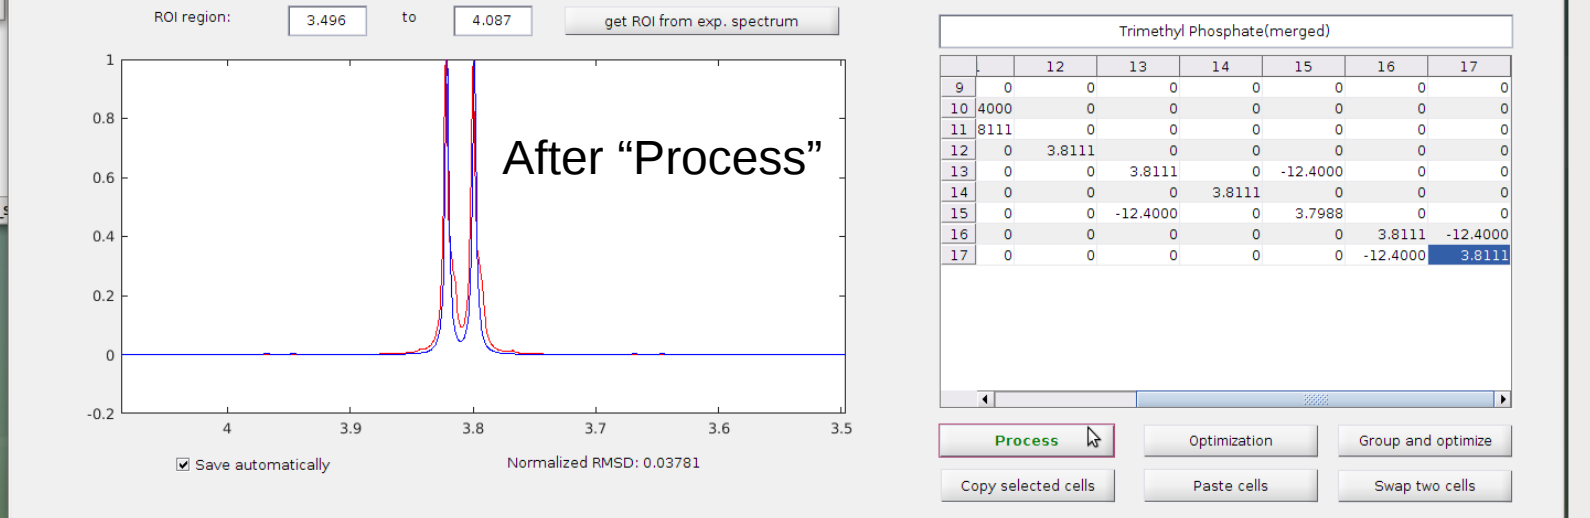 ROI region: 3.496 to 4.087 get ROI from exp. spectrum
Trimethyl Phosphate(merged)
12 13 14 15 16 17
9 0 0 0 0 0 0 0
10 4000 0 0 0 0 0 0
11 8111 0 0 0 0 0 0
12 0 3.8111 0 0 0 0 0
13 0 0 3.8111 0 -12.4000 0 0
14 0 0 0 3.8111 0 0 0
15 0 0 -12.4000 0 3.7988 0 0
16 0 0 0 0 0 3.8111 -12.4000
17 0 0 0 0 0 -12.4000 3.8111
1
0.8
0.6
0.4
0.2
0
-0.2
4 3.9 3.8 3.7 3.6 3.5
After “Process”
Save automatically
Normalized RMSD: 0.03781
Process Optimization Group and optimize
Copy selected cells Paste cells Swap two cells